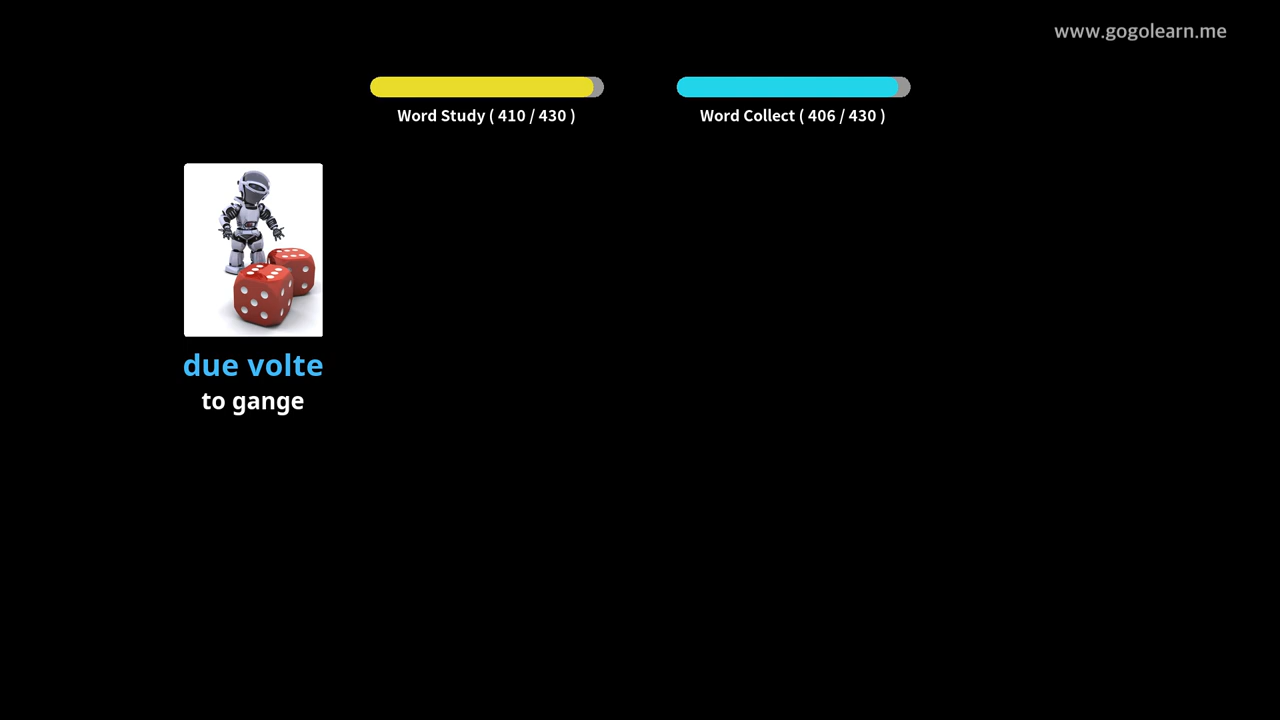 www.gogolearn.me
Word Study ( 410 / 430 )
Word Collect ( 406 / 430 )
due volte
to gange